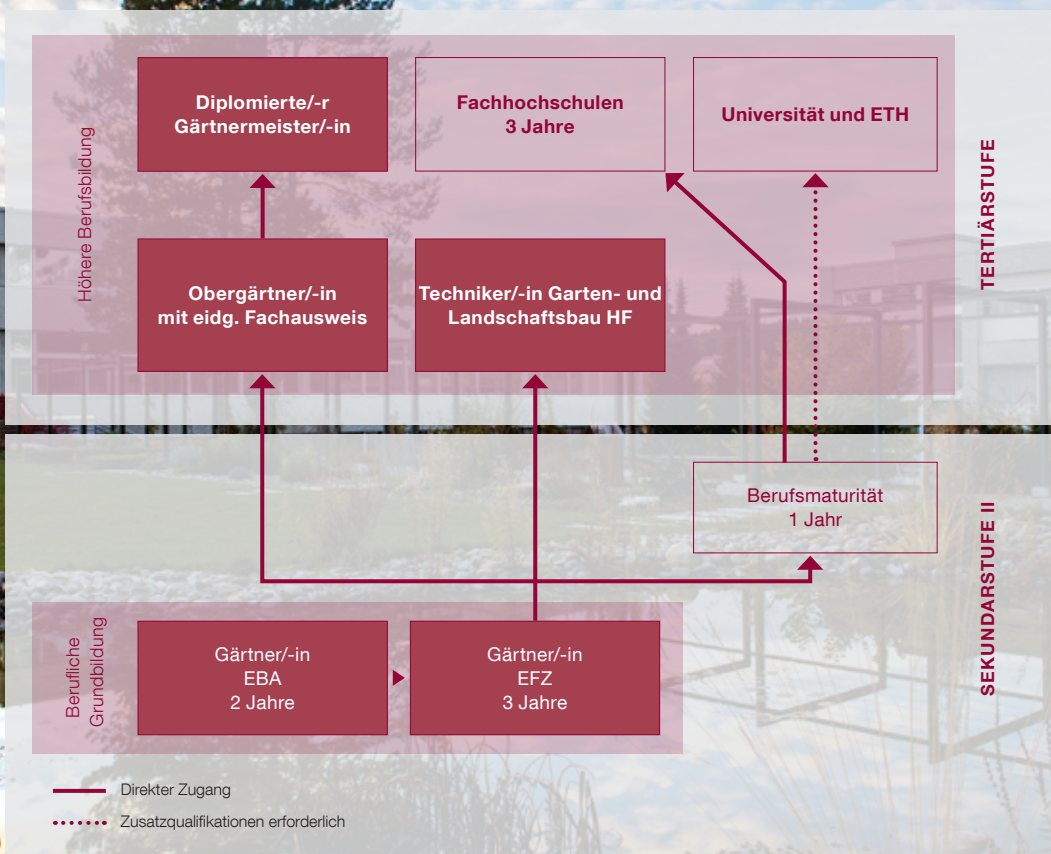 Höhere Berufsbildung
Diplomierte/-r
Gärtnermeister/-in
Fachhochschulen
3 Jahre
Universität und ETH
TERTIÄRSTUFE
Obergärtner/-in
mit eidg. Fachausweis
Techniker/-in Garten- und
Landschaftsbau HF
Berufsmaturität
1 Jahr
SEKUNDARSTUFE II
Berufliche
Grundbildung
Gärtner/-in
EBA
2 Jahre
Gärtner/-in
EFZ
3 Jahre
Direkter Zugang
Zusatzqualifikationen erforderlich